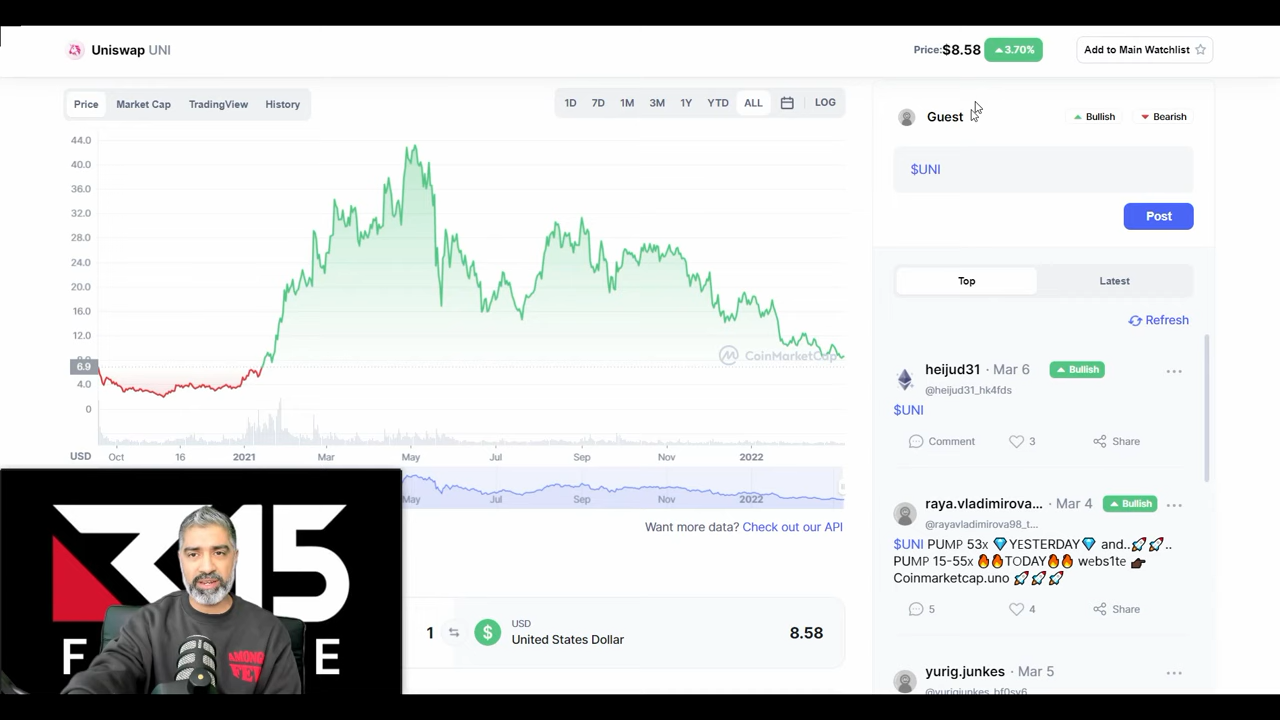 Uniswap UNI
Price:$8.58 3.70% Add to Main Watchlist
Price Market Cap TradingView History
1D 7D 1M 3M 1Y YTD ALL LOG
44.0
40.0
36.0
32.0
28.0
24.0
20.0
16.0
12.0
6.9
4.0
0
CoinMarketCap
USD Oct 16 2021 Mar May Jul Sep Nov 2022
May Jul Sep Nov 2022
Want more data? Check out our API
1 USD
United States Dollar 8.58
315
F E
AMONG
Guest Bullish Bearish
$UNI
Post
Top Latest
Refresh
heijud31 · Mar 6 Bullish
@heijud31_hk4fds
$UNI
Comment 3 Share
raya.vladimirova... · Mar 4 Bullish
@rayavladimirova98_t...
$UNI PUMP 53x 💎YESTERDAY💎 and..🚀🚀..
PUMP 15-55x 🔥🔥TODAY🔥🔥 webs1te 👉🏿
Coinmarketcap.uno 🚀🚀🚀
5 4 Share
yurig.junkes · Mar 5